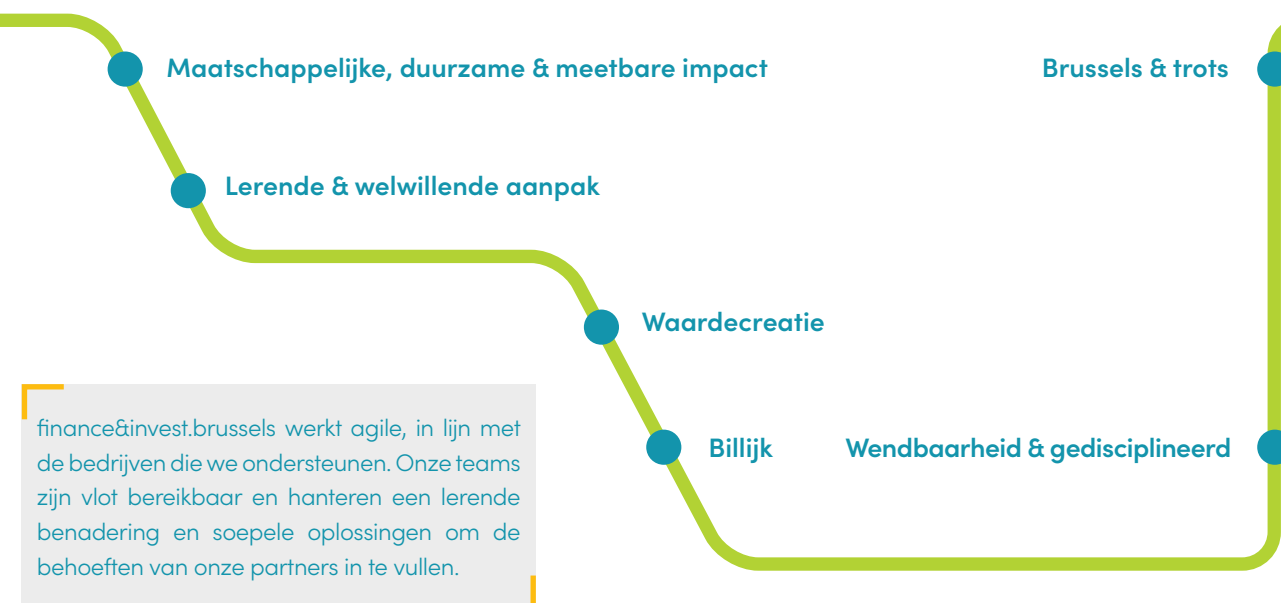 Maatschappelijke, duurzame & meetbare impact
Brussels & trots
Lerende & welwillende aanpak
Waardecreatie
Billijk
Wendbaarheid & gedisciplineerd
finance&invest.brussels werkt agile, in lijn met
de bedrijven die we ondersteunen. Onze teams
zijn vlot bereikbaar en hanteren een lerende
benadering en soepele oplossingen om de
behoeften van onze partners in te vullen.